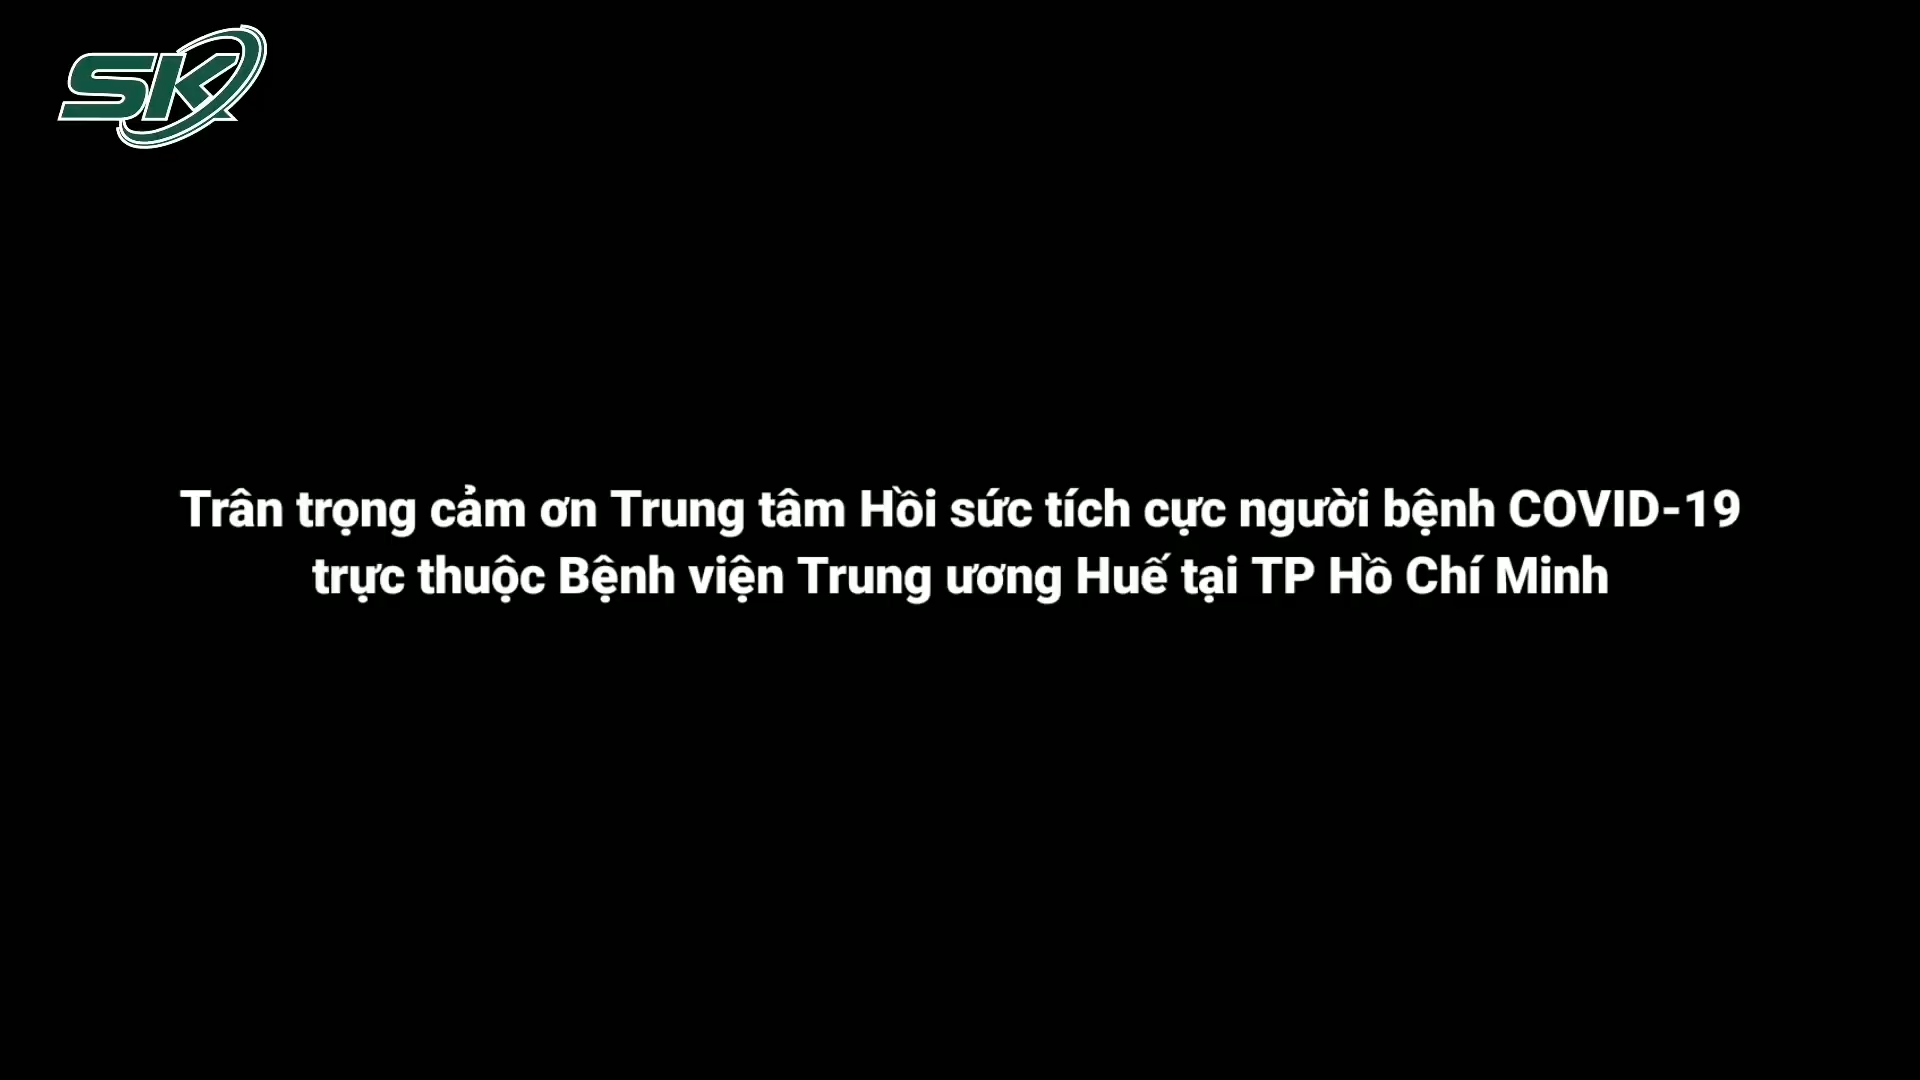 SK
Trân trọng cảm ơn Trung tâm Hồi sức tích cực người bệnh COVID-19
trực thuộc Bệnh viện Trung ương Huế tại TP Hồ Chí Minh